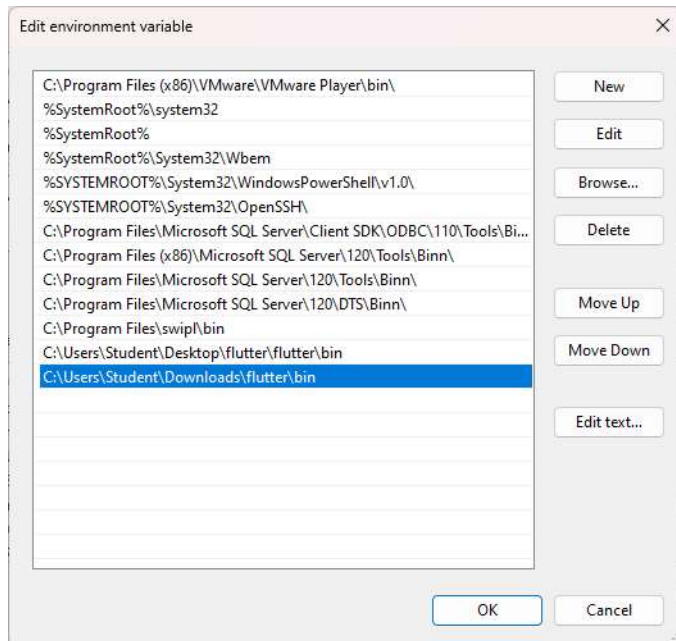 Edit environment variable
C:\Program Files (x86)\VMware\VMware Player\bin\
New
%SystemRoot%\system32
%SystemRoot%
Edit
%SystemRoot%\System32\Wbem
%SYSTEMROOT%\System32\WindowsPowerShell\v1.0\
Browse...
%SYSTEMROOT%\System32\OpenSSH\
C:\Program Files\Microsoft SQL Server\Client SDK\ODBC\110\Tools\Bi...
Delete
C:\Program Files (x86)\Microsoft SQL Server\120\Tools\Binn\
C:\Program Files\Microsoft SQL Server\120\Tools\Binn\
C:\Program Files\Microsoft SQL Server\120\DTS\Binn\
Move Up
C:\Program Files\swipl\bin
C:\Users\Student\Desktop\flutter\flutter\bin
Move Down
C:\Users\Student\Downloads\flutter\bin
Edit text...
OK
Cancel